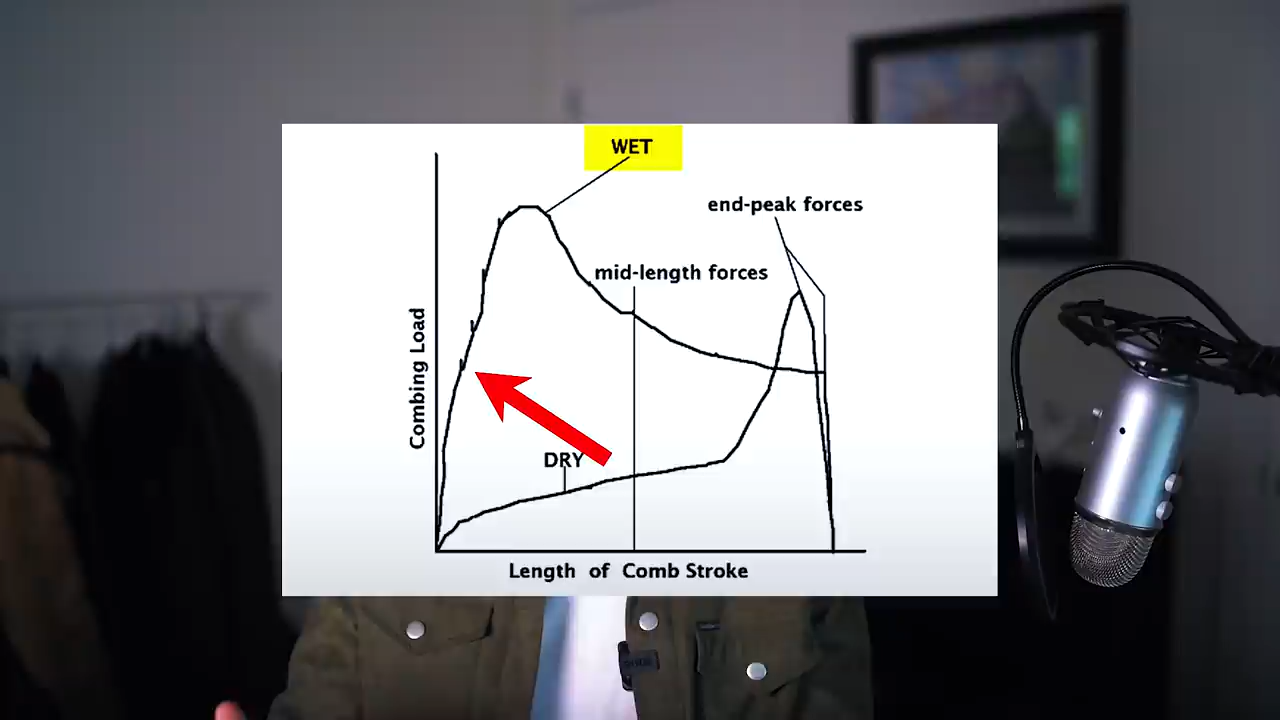 WET
end-peak forces
mid-length forces
Combing Load
DRY
Length of Comb Stroke